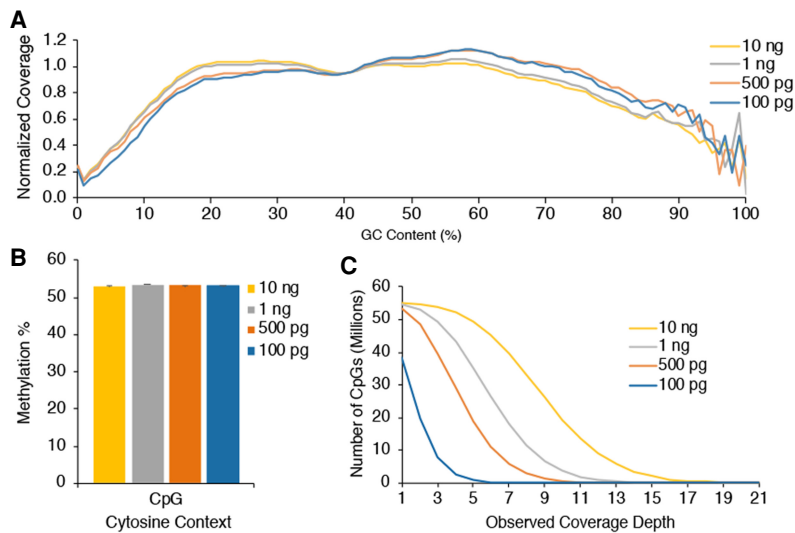 A
Normalized Coverage
1.2
1.0
0.8
0.6
0.4
0.2
0.0
0 10 20 30 40 50 60 70 80 90 100
GC Content (%)
10 ng
1 ng
500 pg
100 pg
B
Methylation %
60
50
40
30
20
10
0
CpG
Cytosine Context
10 ng
1 ng
500 pg
100 pg
C
Number of CpGs (Millions)
60
50
40
30
20
10
0
1 3 5 7 9 11 13 15 17 19 21
Observed Coverage Depth
10 ng
1 ng
500 pg
100 pg